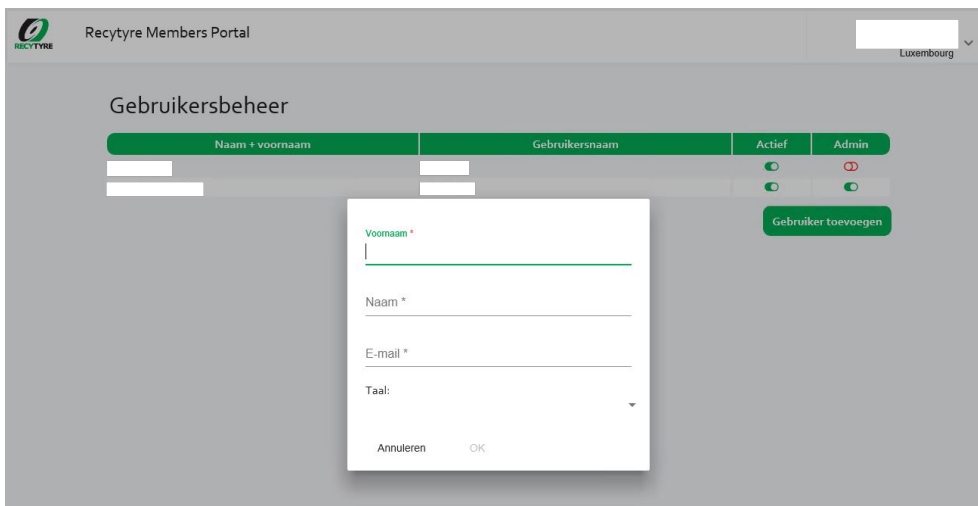 RECYTYRE
Recytyre Members Portal
Luxembourg
Gebruikersbeheer
Naam + voornaam Gebruikersnaam Actief Admin
Gebruiker toevoegen
Voornaam *
Naam *
E-mail *
Taal:
Annuleren OK